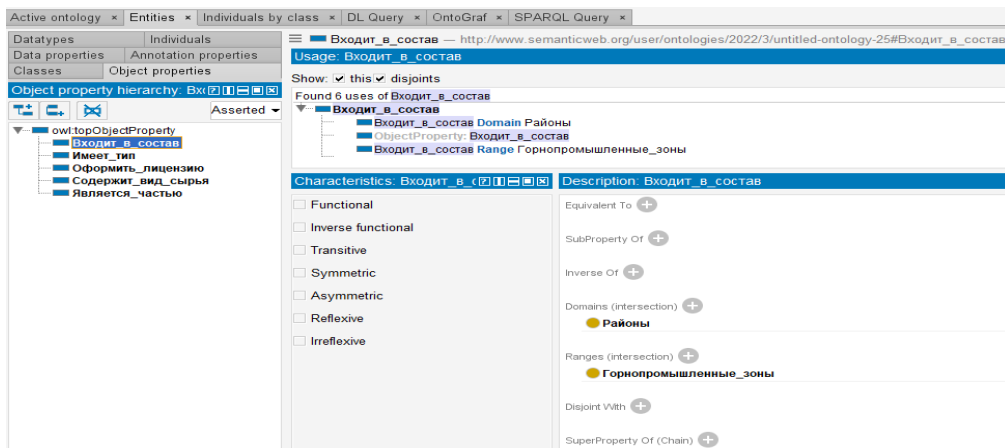 Active ontology × Entities × Individuals by class × DL Query × OntoGraf × SPARQL Query ×
Datatypes Individuals
Data properties Annotation properties
Classes Object properties
Object property hierarchy: Вхо
Asserted
owl:topObjectProperty
Входит_в_состав
Имеет_тип
Оформить_лицензию
Содержит_вид_сырья
Является_частью
Входит_в_состав — http://www.semanticweb.org/user/ontologies/2022/3/untitled-ontology-25#Входит_в_состав
Usage: Входит_в_состав
Show: this disjoints
Found 6 uses of Входит_в_состав
Входит_в_состав
Входит_в_состав Domain Районы
ObjectProperty: Входит_в_состав
Входит_в_состав Range Горнопромышленные_зоны
Characteristics: Входит_в_(
Functional
Inverse functional
Transitive
Symmetric
Asymmetric
Reflexive
Irreflexive
Description: Входит_в_состав
Equivalent To
SubProperty Of
Inverse Of
Domains (intersection)
Районы
Ranges (intersection)
Горнопромышленные_зоны
Disjoint With
SuperProperty Of (Chain)